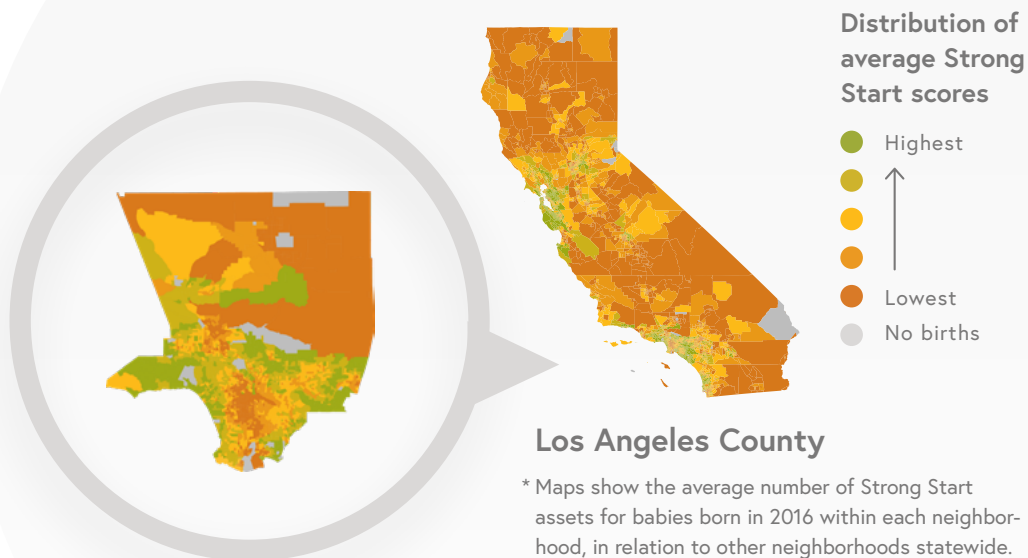 Distribution of
average Strong
Start scores
Highest
Lowest
No births
Los Angeles County
* Maps show the average number of Strong Start
assets for babies born in 2016 within each neighbor-
hood, in relation to other neighborhoods statewide.